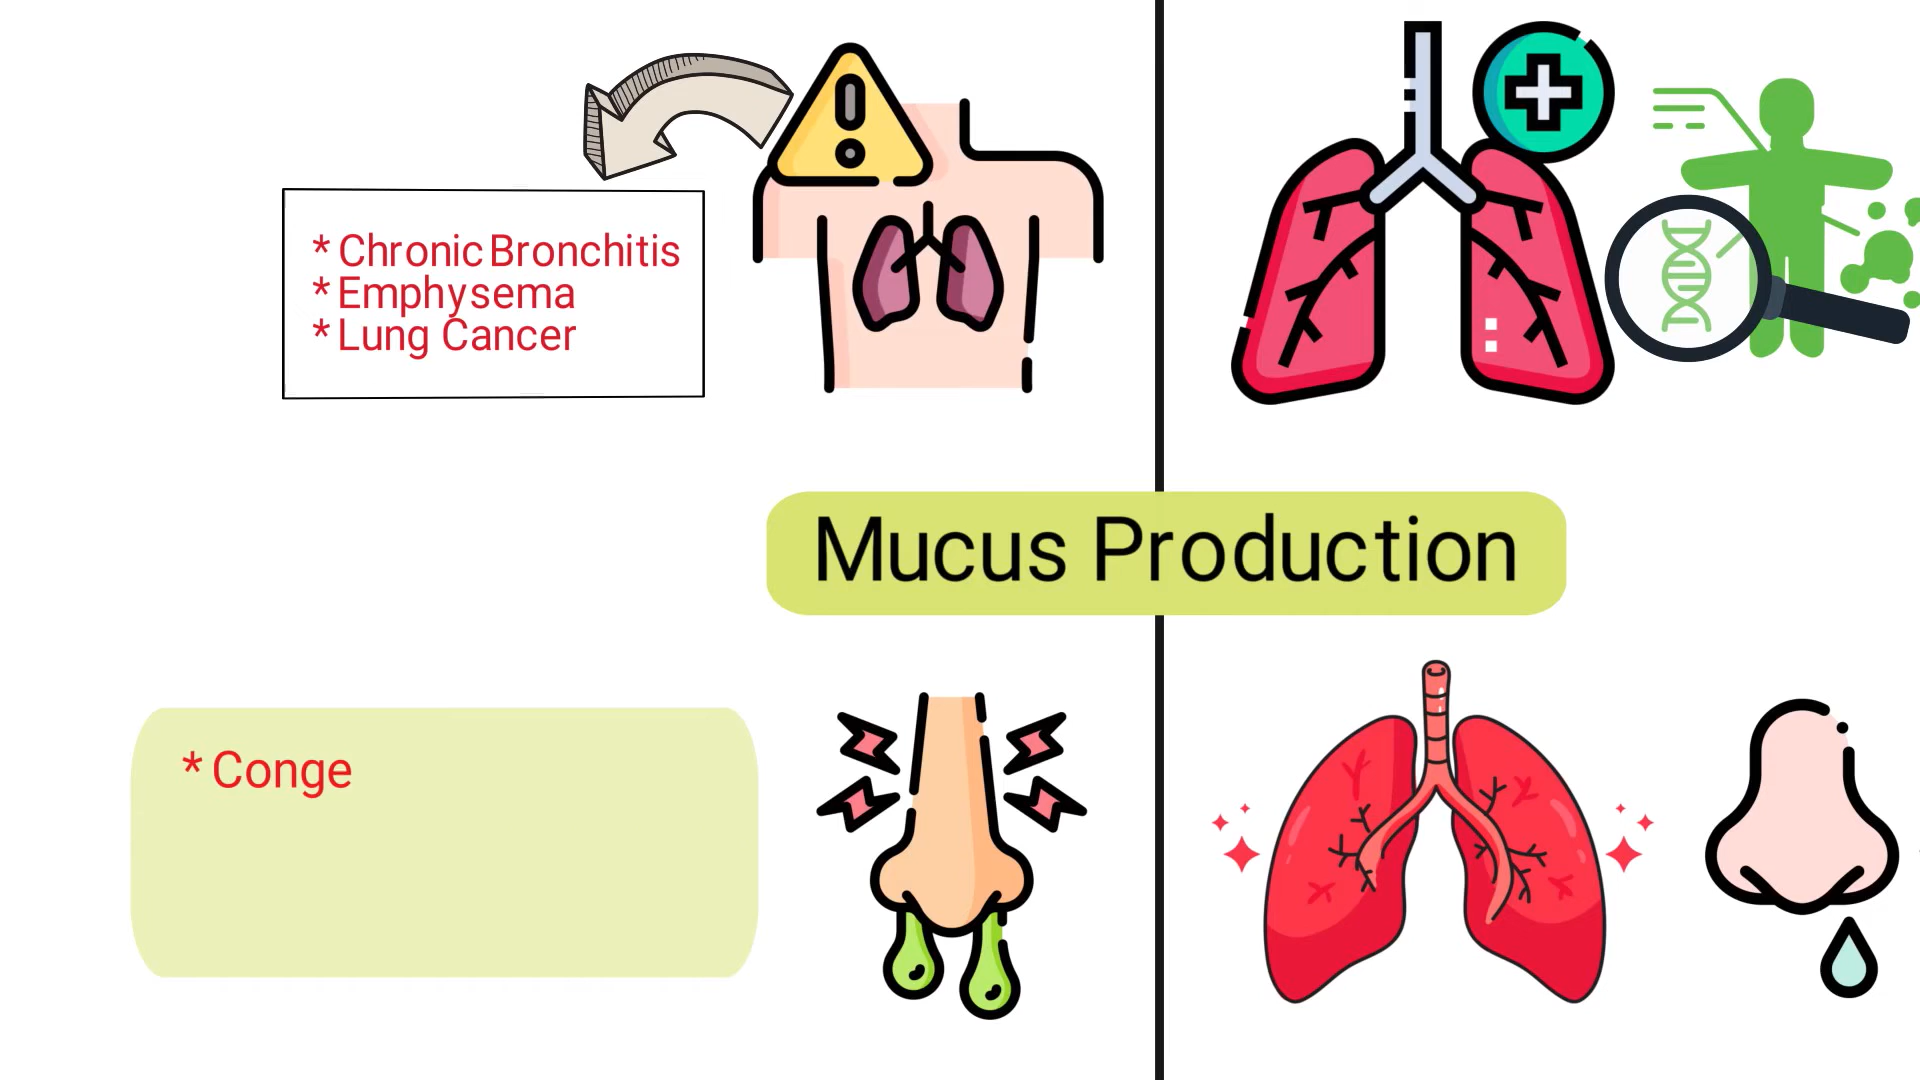 * Chronic Bronchitis
* Emphysema
* Lung Cancer
Mucus Production
* Conge